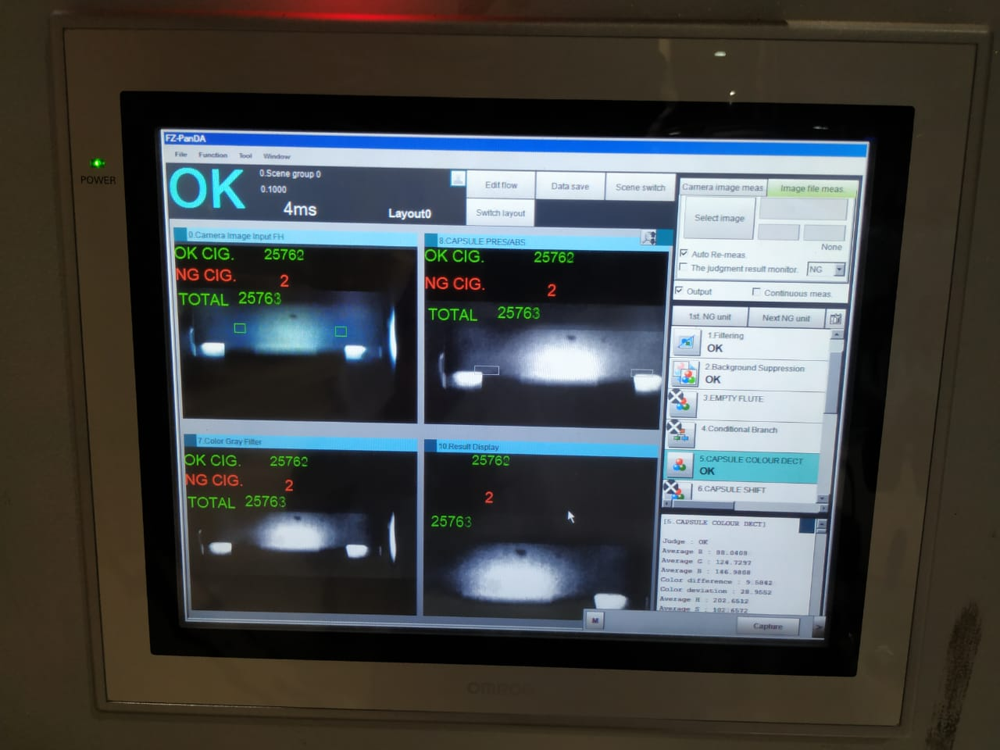 FZ-PanDA
File Function Tool Window
OK
0.Scene group 0
0.1000
4ms
Layout0
Edit flow
Data save
Scene switch
Switch layout
Camera image meas.
Image file meas.
Select image
None
Auto Re-meas.
The judgment result monitor.
NG
Output
Continuous meas.
1st. NG unit
Next NG unit
0.Camera Image Input FH
OK CIG. 25762
NG CIG. 2
TOTAL 25763
8.CAPSULE PRES/ABS
OK CIG. 25762
NG CIG. 2
TOTAL 25763
7.Color Gray Filter
OK CIG. 25762
NG CIG. 2
TOTAL 25763
10.Result Display
25762
2
25763
1.Filtering
OK
2.Background Suppression
OK
3.EMPTY FLUTE
4.Conditional Branch
5.CAPSULE COLOUR DECT
OK
6.CAPSULE SHIFT
[5.CAPSULE COLOUR DECT]
Judge : OK
Average R : 88.0408
Average G : 124.7297
Average B : 146.9808
Color difference : 9.5842
Color deviation : 28.9552
Average H : 202.6512
Average S : 102.6572
M
Capture
>
POWER
OMRON